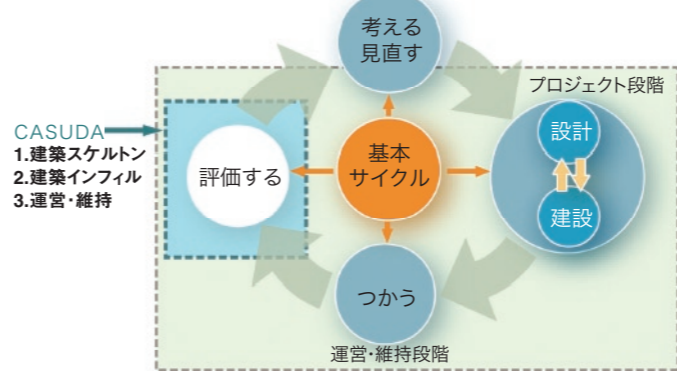 考える
見直す
プロジェクト段階
設計
建設
CASUDA
1.建築スケルトン
2.建築インフィル
3.運営・維持
評価する
基本
サイクル
つかう
運営・維持段階